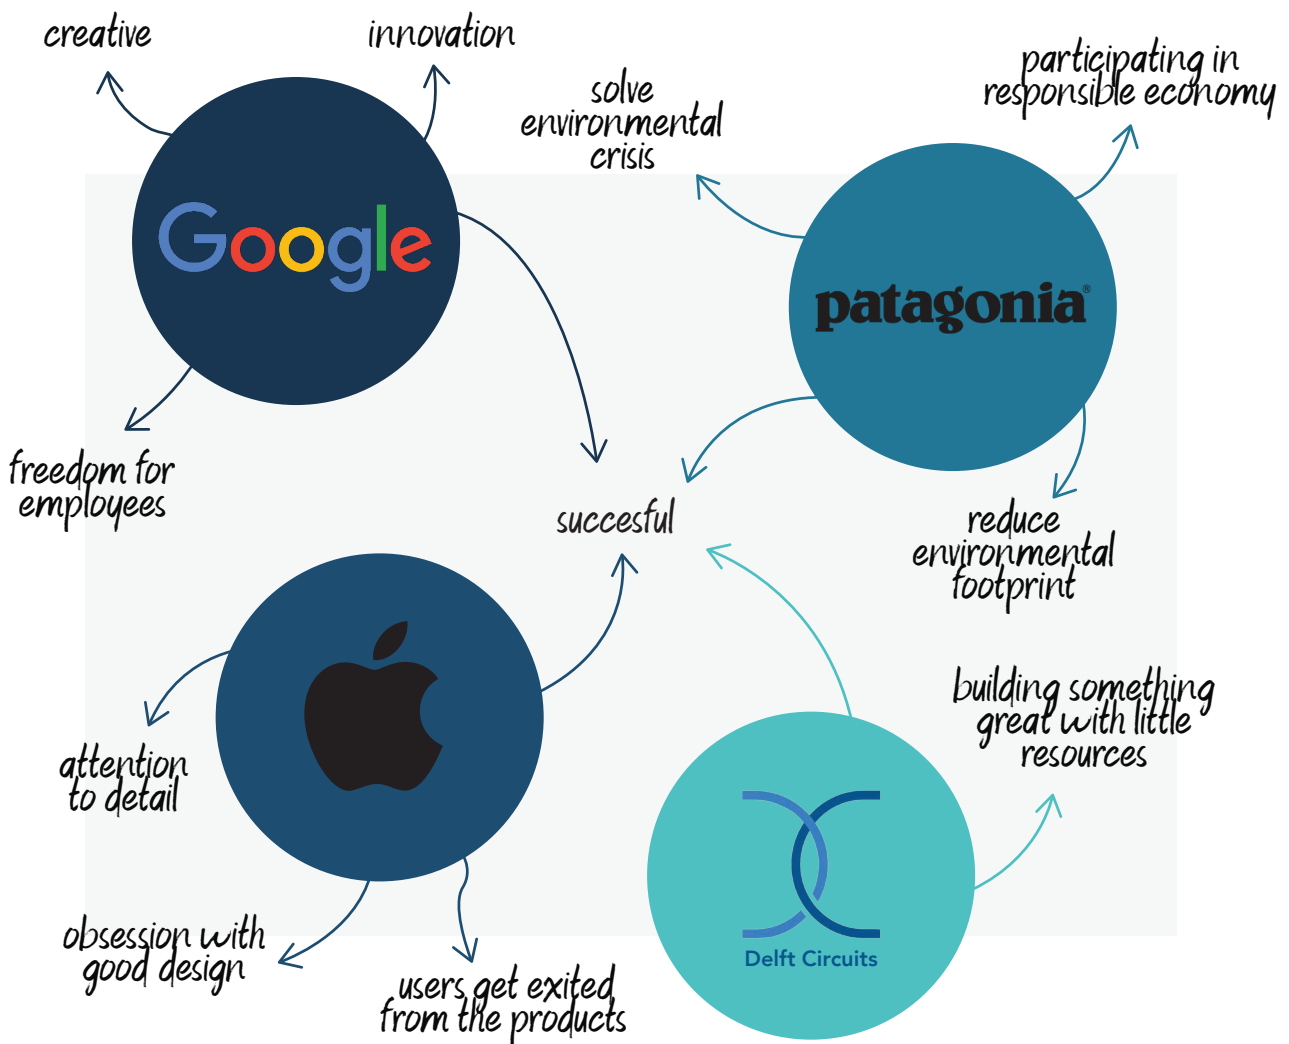 creative
innovation
solve
environmental
crisis
participating in
responsible economy
Google
patagonia®
freedom for
employees
succesful
reduce
environmental
footprint
attention
to detail
building something
great with little
resources
obsession with
good design
users get exited
from the products
Delft Circuits